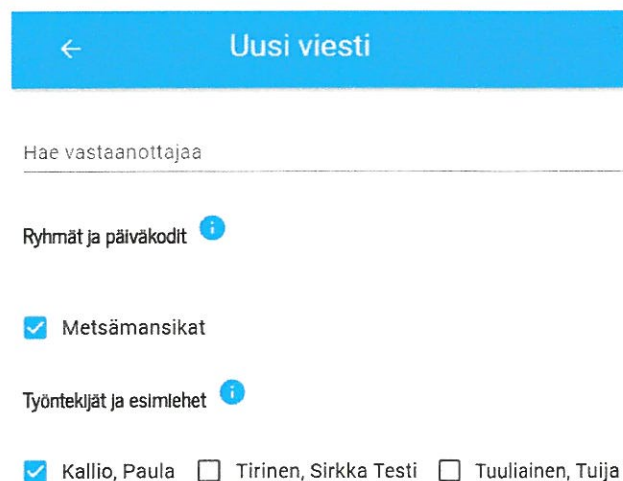 Uusi viesti
Hae vastaanottajaa
Ryhmät ja päiväkodit
Metsämansikat
Työntekijät ja esimiehet
Kallio, Paula Tirinen, Sirkka Testi Tuuliainen, Tuija